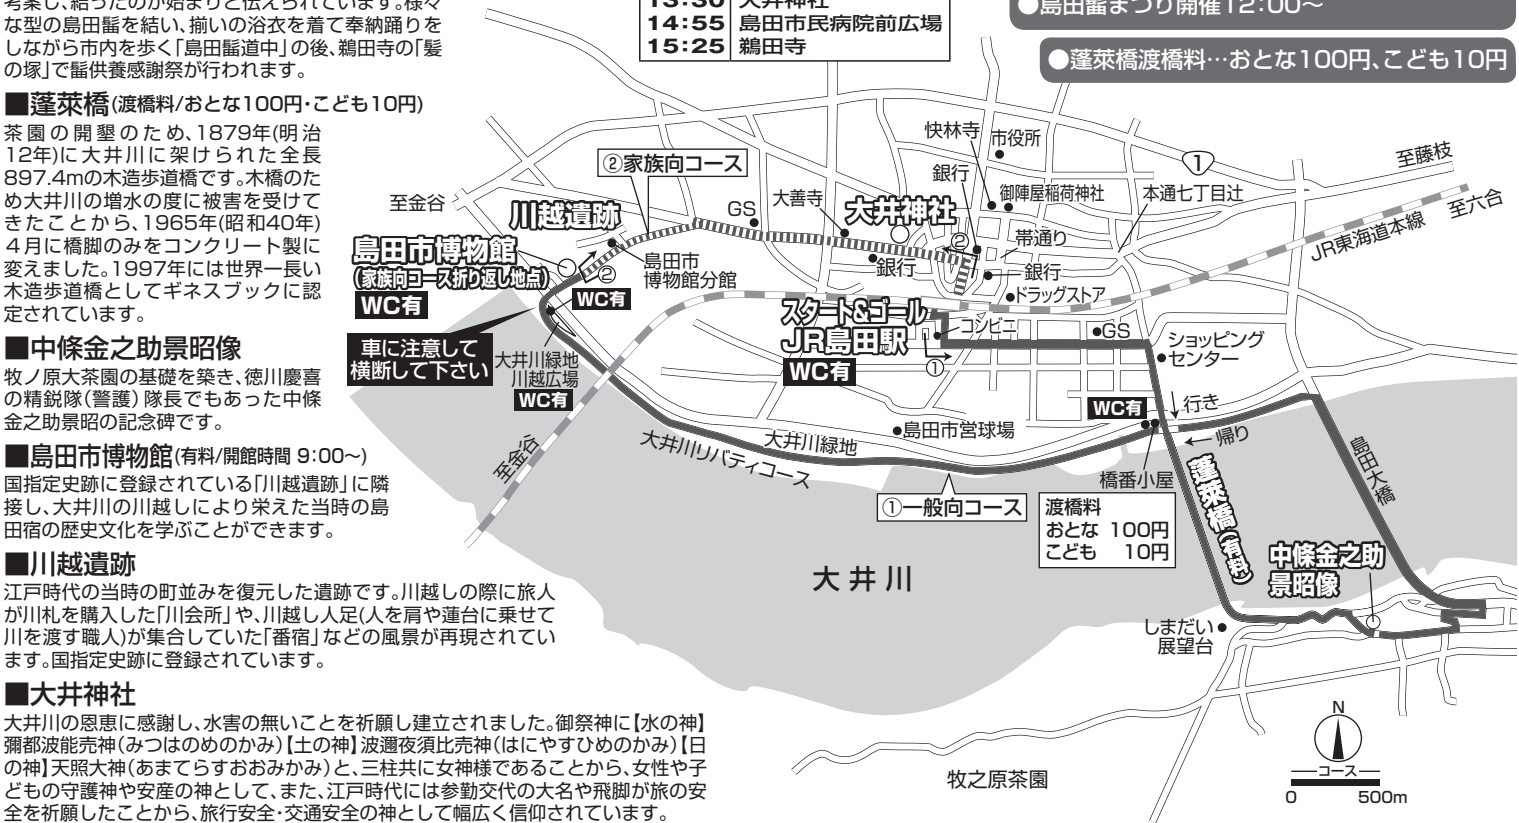 考案し、結ったのが始まりと伝えられています。様々
な型の島田髷を結い、揃いの浴衣を着て奉納踊りを
しながら市内を歩く「島田髷道中」の後、鵜田寺の「髪
の塚」で髷供養感謝祭が行われます。
■蓬萊橋(渡橋料/おとな100円・こども10円)
茶園の開墾のため、1879年(明治
12年)に大井川に架けられた全長
897.4mの木造歩道橋です。木橋のた
め大井川の増水の度に被害を受けて
きたことから、1965年(昭和40年)
4月に橋脚のみをコンクリート製に
変えました。1997年には世界一長い
木造歩道橋としてギネスブックに認
定されています。
■中條金之助景昭像
牧ノ原大茶園の基礎を築き、徳川慶喜
の精鋭隊(警護)隊長でもあった中條
金之助景昭の記念碑です。
■島田市博物館(有料/開館時間 9:00～)
国指定史跡に登録されている「川越遺跡」に隣
接し、大井川の川越しにより栄えた当時の島
田宿の歴史文化を学ぶことができます。
■川越遺跡
江戸時代の当時の町並みを復元した遺跡です。川越しの際に旅人
が川札を購入した「川会所」や、川越し人足(人を肩や蓮台に乗せて
川を渡す職人)が集合していた「番宿」などの風景が再現されてい
ます。国指定史跡に登録されています。
■大井神社
大井川の恩恵に感謝し、水害の無いことを祈願し建立されました。御祭神に【水の神】
彌都波能売神(みつはのめのかみ)【土の神】波邇夜須比売神(はにやすひめのかみ)【日
の神】天照大神(あまてらすおおみかみ)と、三柱共に女神様であることから、女性や子
どもの守護神や安産の神として、また、江戸時代には参勤交代の大名や飛脚が旅の安
全を祈願したことから、旅行安全・交通安全の神として幅広く信仰されています。
13:30 大井神社
14:55 島田市民病院前広場
15:25 鵜田寺
●島田髷まつり開催12:00～
●蓬萊橋渡橋料…おとな100円、こども10円
②家族向コース
至金谷
川越遺跡
GS
大善寺
大井神社
快林寺
市役所
銀行
御陣屋稲荷神社
1
本通七丁目辻
至藤枝
至六合
JR東海道本線
島田市博物館
(家族向コース折り返し地点)
WC有
②
WC有
島田市
博物館分館
銀行
②
帯通り
銀行
ドラッグストア
スタート&ゴール
JR島田駅
WC有
コンビニ
①
GS
ショッピング
センター
車に注意して
横断して下さい
大井川緑地
川越広場
WC有
至金谷
大井川リバティコース
大井川緑地
島田市営球場
WC有
行き
帰り
橋番小屋
①一般向コース
渡橋料
おとな 100円
こども 10円
蓬萊橋(有料)
島田大橋
大井川
中條金之助
景昭像
しまだい
展望台
牧之原茶園
N
コース
0 500m